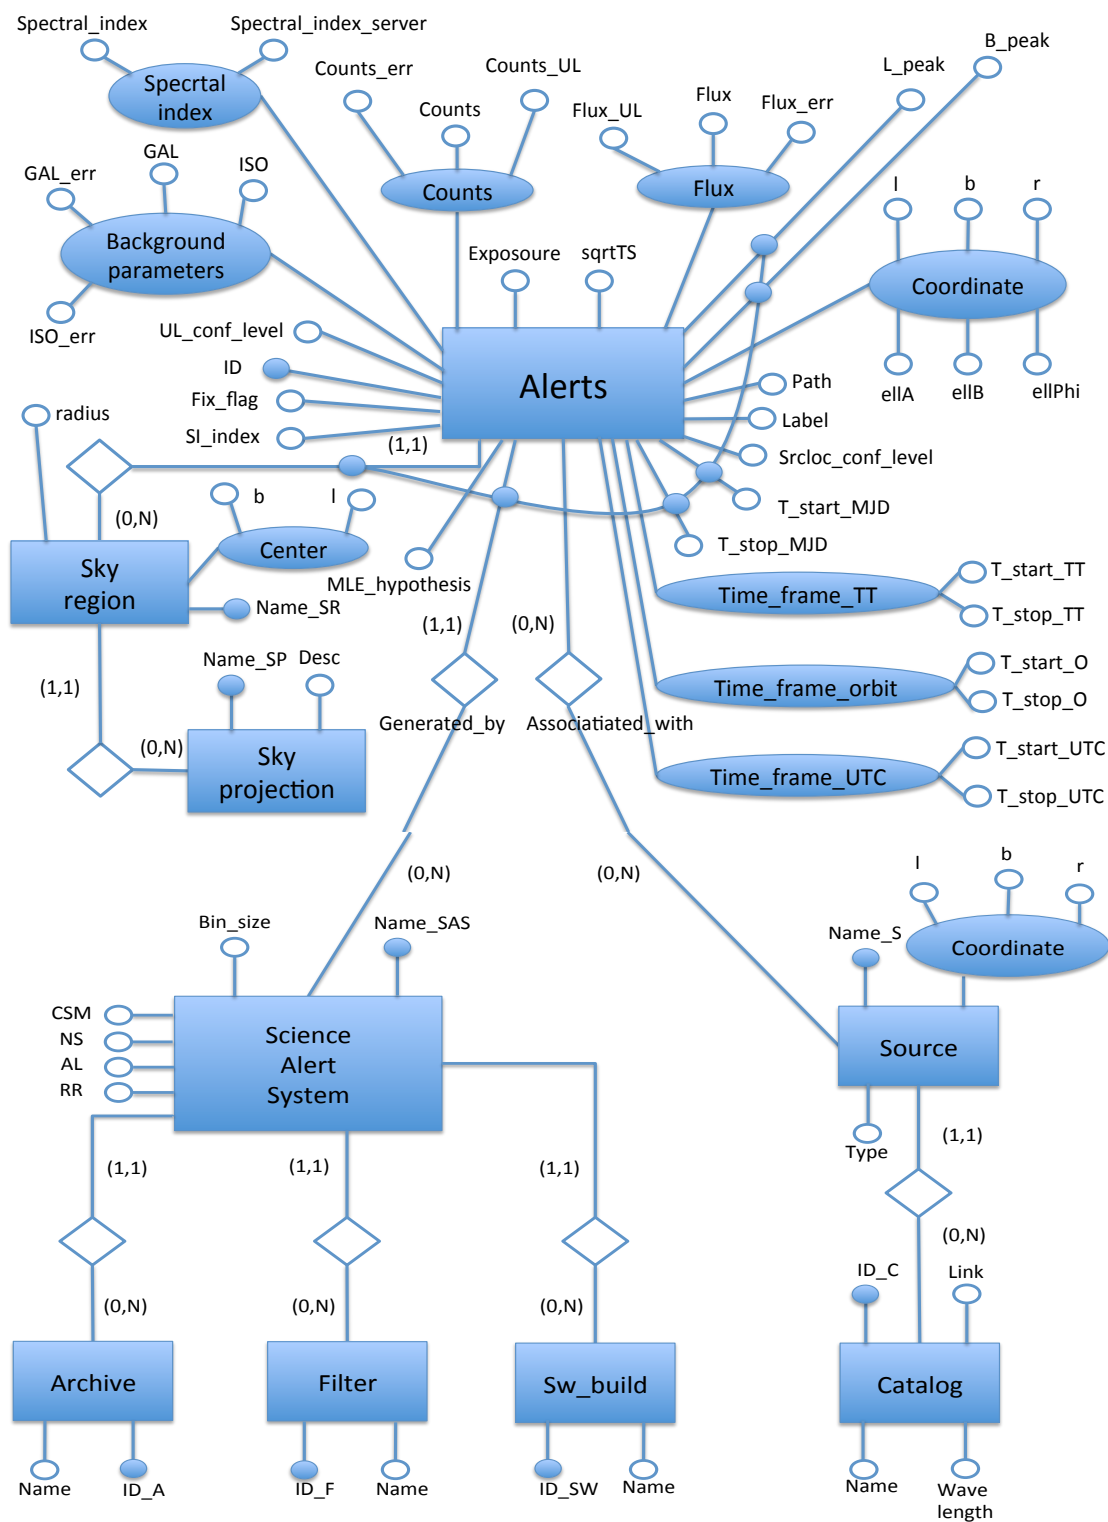 Spectral_index
Spectral_index_server
B_peak
L_peak
Counts_err
Counts_UL
Specrtal
index
Counts
Flux_UL
Flux
Flux_err
GAL_err
GAL
ISO
Counts
Flux
l
b
r
Background
parameters
Exposoure
sqrtTS
Coordinate
ISO_err
UL_conf_level
ID
Fix_flag
SI_index
Alerts
Path
Label
Srcloc_conf_level
ellA
ellB
ellPhi
radius
(1,1)
T_start_MJD
T_stop_MJD
(0,N)
b
l
Center
Sky
region
Name_SR
MLE_hypothesis
Time_frame_TT
T_start_TT
T_stop_TT
(1,1)
(0,N)
(1,1)
Name_SP
Desc
Time_frame_orbit
T_start_O
T_stop_O
Generated_by
Associatiated_with
(0,N)
Sky
projection
Time_frame_UTC
T_start_UTC
T_stop_UTC
(0,N)
(0,N)
l
b
r
Bin_size
Name_SAS
Name_S
Coordinate
CSM
NS
AL
RR
Science
Alert
System
Source
(1,1)
(1,1)
(1,1)
Type
(1,1)
(0,N)
(0,N)
(0,N)
(0,N)
ID_C
Link
Archive
Filter
Sw_build
Catalog
Name
ID_A
ID_F
Name
ID_SW
Name
Name
Wave
length